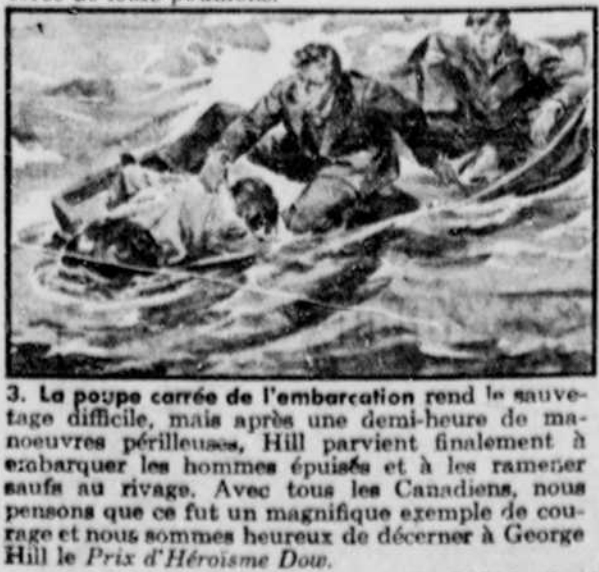 3. La poupe carrée de l'embarcation rend le sauve-
tage difficile, mais après une demi-heure de ma-
noeuvres périlleuses, Hill parvient finalement à
embarquer les hommes épuisés et à les ramener
saufs au rivage. Avec tous les Canadiens, nous
pensons que ce fut un magnifique exemple de cou-
rage et nous sommes heureux de décerner à George
Hill le Prix d'Héroïsme Dow.